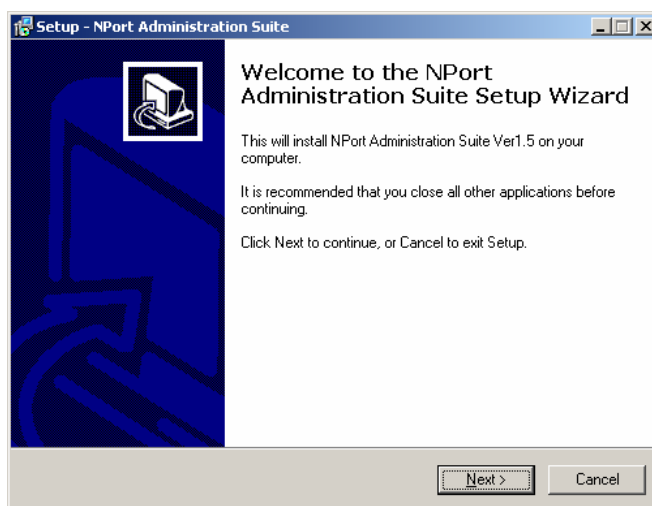 Setup - NPort Administration Suite
Welcome to the NPort
Administration Suite Setup Wizard
This will install NPort Administration Suite Ver1.5 on your
computer.
It is recommended that you close all other applications before
continuing.
Click Next to continue, or Cancel to exit Setup.
Next >
Cancel